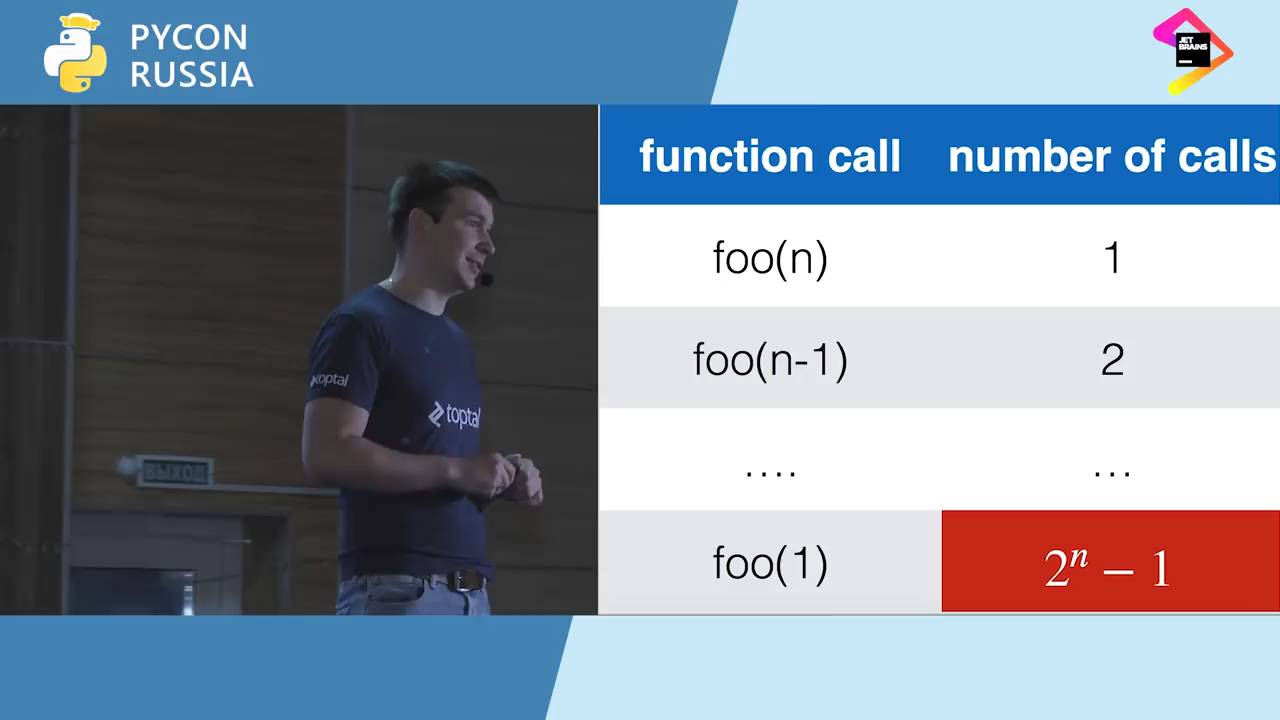 PYCON
RUSSIA
JET
BRAINS
function call number of calls
foo(n) 1
foo(n-1) 2
.... ...
foo(1) 2ⁿ − 1
toptal
toptal
ВЫХОД